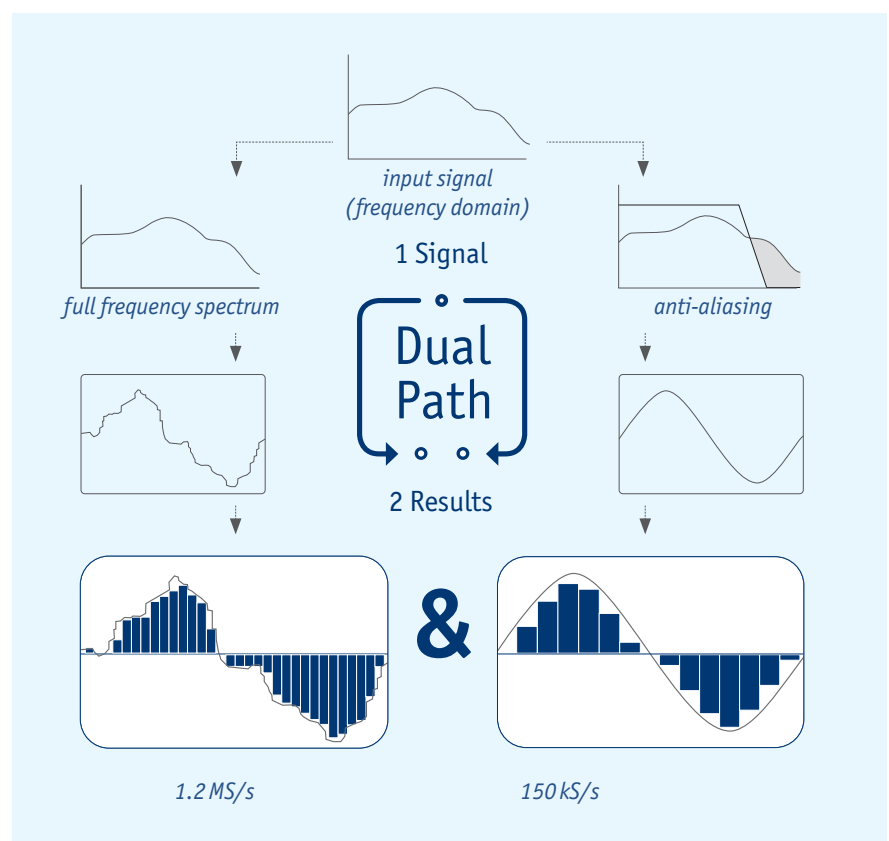 input signal
(frequency domain)
1 Signal
full frequency spectrum
anti-aliasing
Dual
Path
2 Results
&
1.2 MS/s
150 kS/s